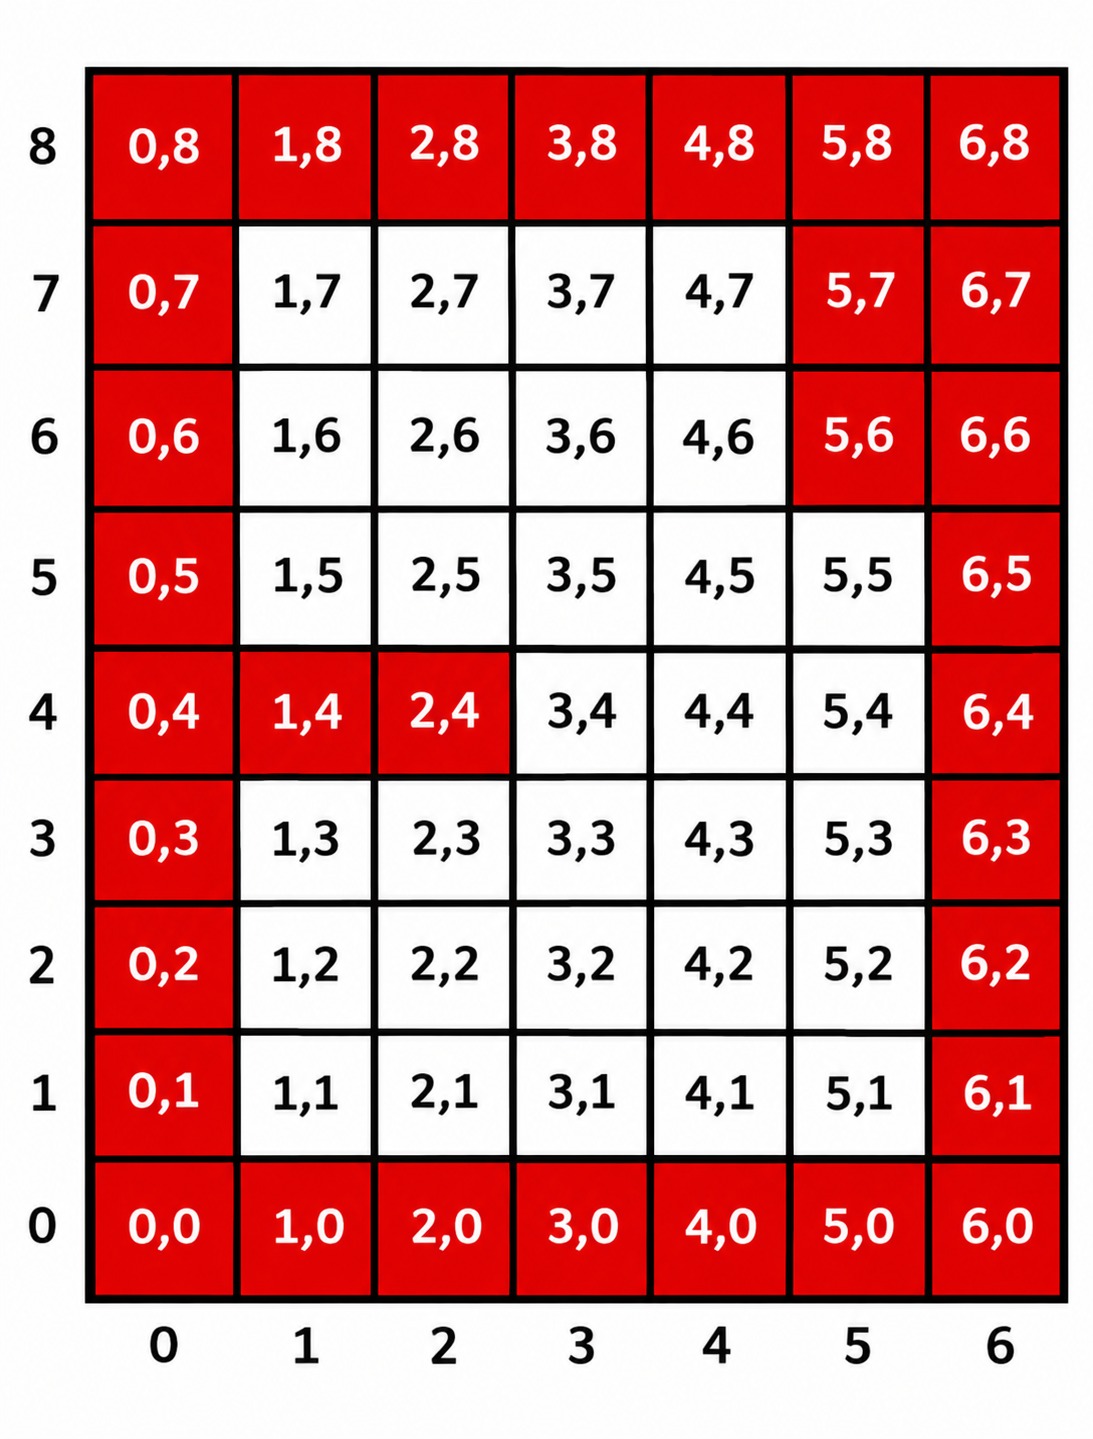 8 0,8 1,8 2,8 3,8 4,8 5,8 6,8
7 0,7 1,7 2,7 3,7 4,7 5,7 6,7
6 0,6 1,6 2,6 3,6 4,6 5,6 6,6
5 0,5 1,5 2,5 3,5 4,5 5,5 6,5
4 0,4 1,4 2,4 3,4 4,4 5,4 6,4
3 0,3 1,3 2,3 3,3 4,3 5,3 6,3
2 0,2 1,2 2,2 3,2 4,2 5,2 6,2
1 0,1 1,1 2,1 3,1 4,1 5,1 6,1
0 0,0 1,0 2,0 3,0 4,0 5,0 6,0
0 1 2 3 4 5 6